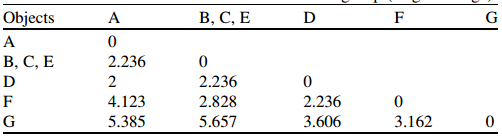 Objects A B, C, E D F G
A 0
B, C, E 2.236 0
D 2 2.236 0
F 4.123 2.828 2.236 0
G 5.385 5.657 3.606 3.162 0